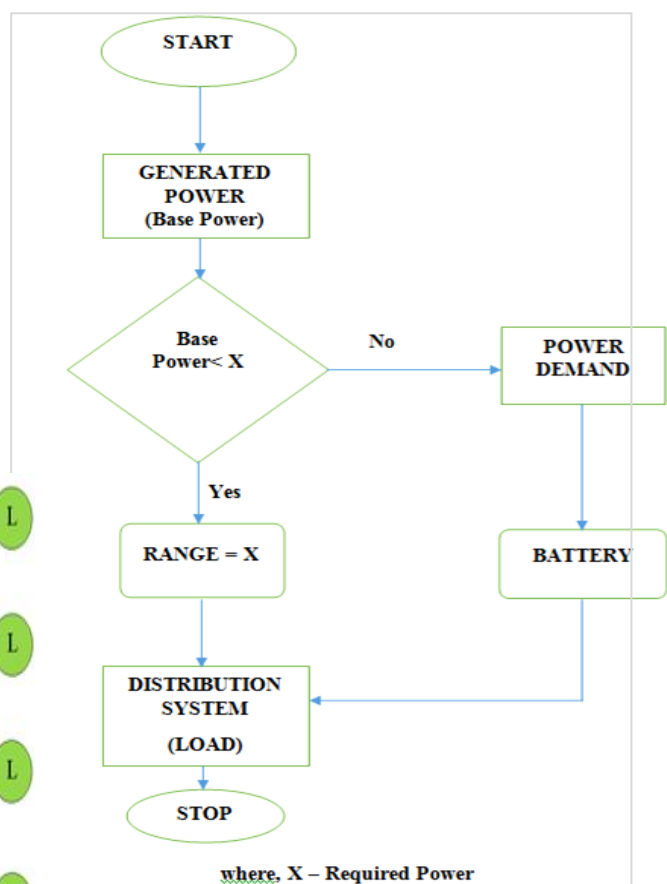 START
GENERATED
POWER
(Base Power)
Base
Power< X
No
POWER
DEMAND
Yes
L
RANGE = X
BATTERY
L
DISTRIBUTION
SYSTEM
(LOAD)
L
STOP
where, X – Required Power